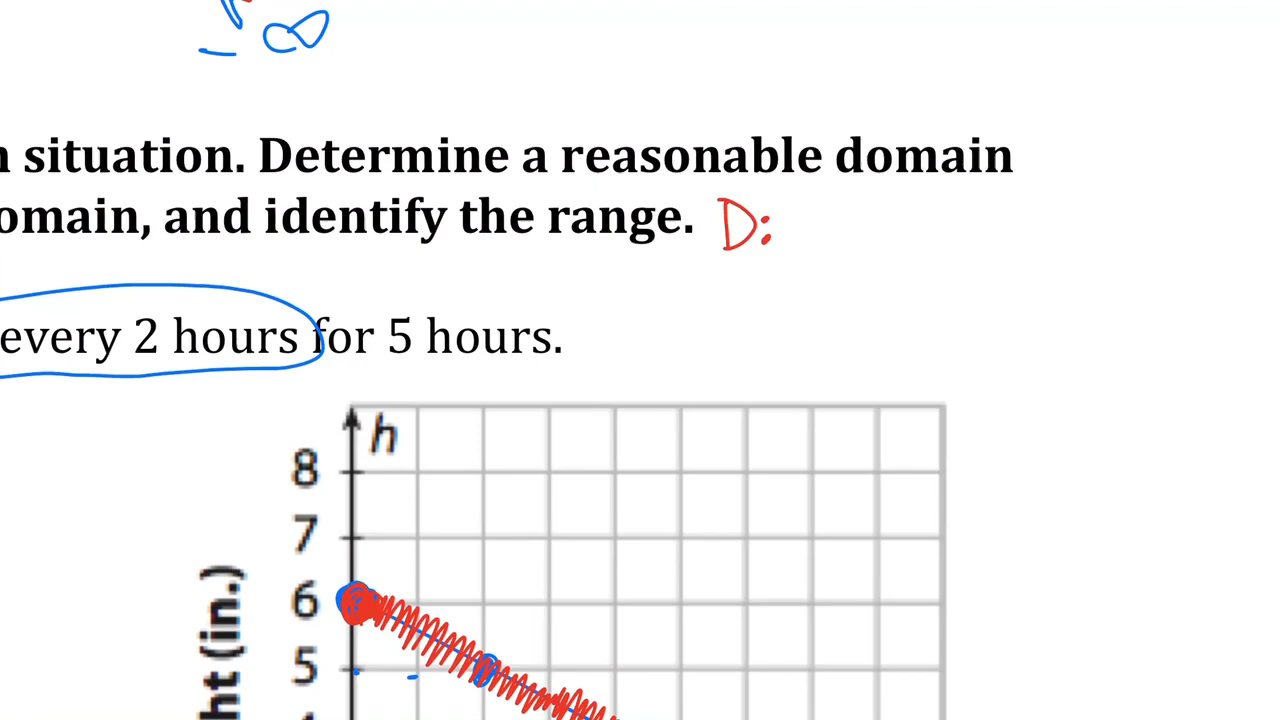 - ∞
situation. Determine a reasonable domain
omain, and identify the range. D:
every 2 hours for 5 hours.
h
8
7
6
5
ht (in.)